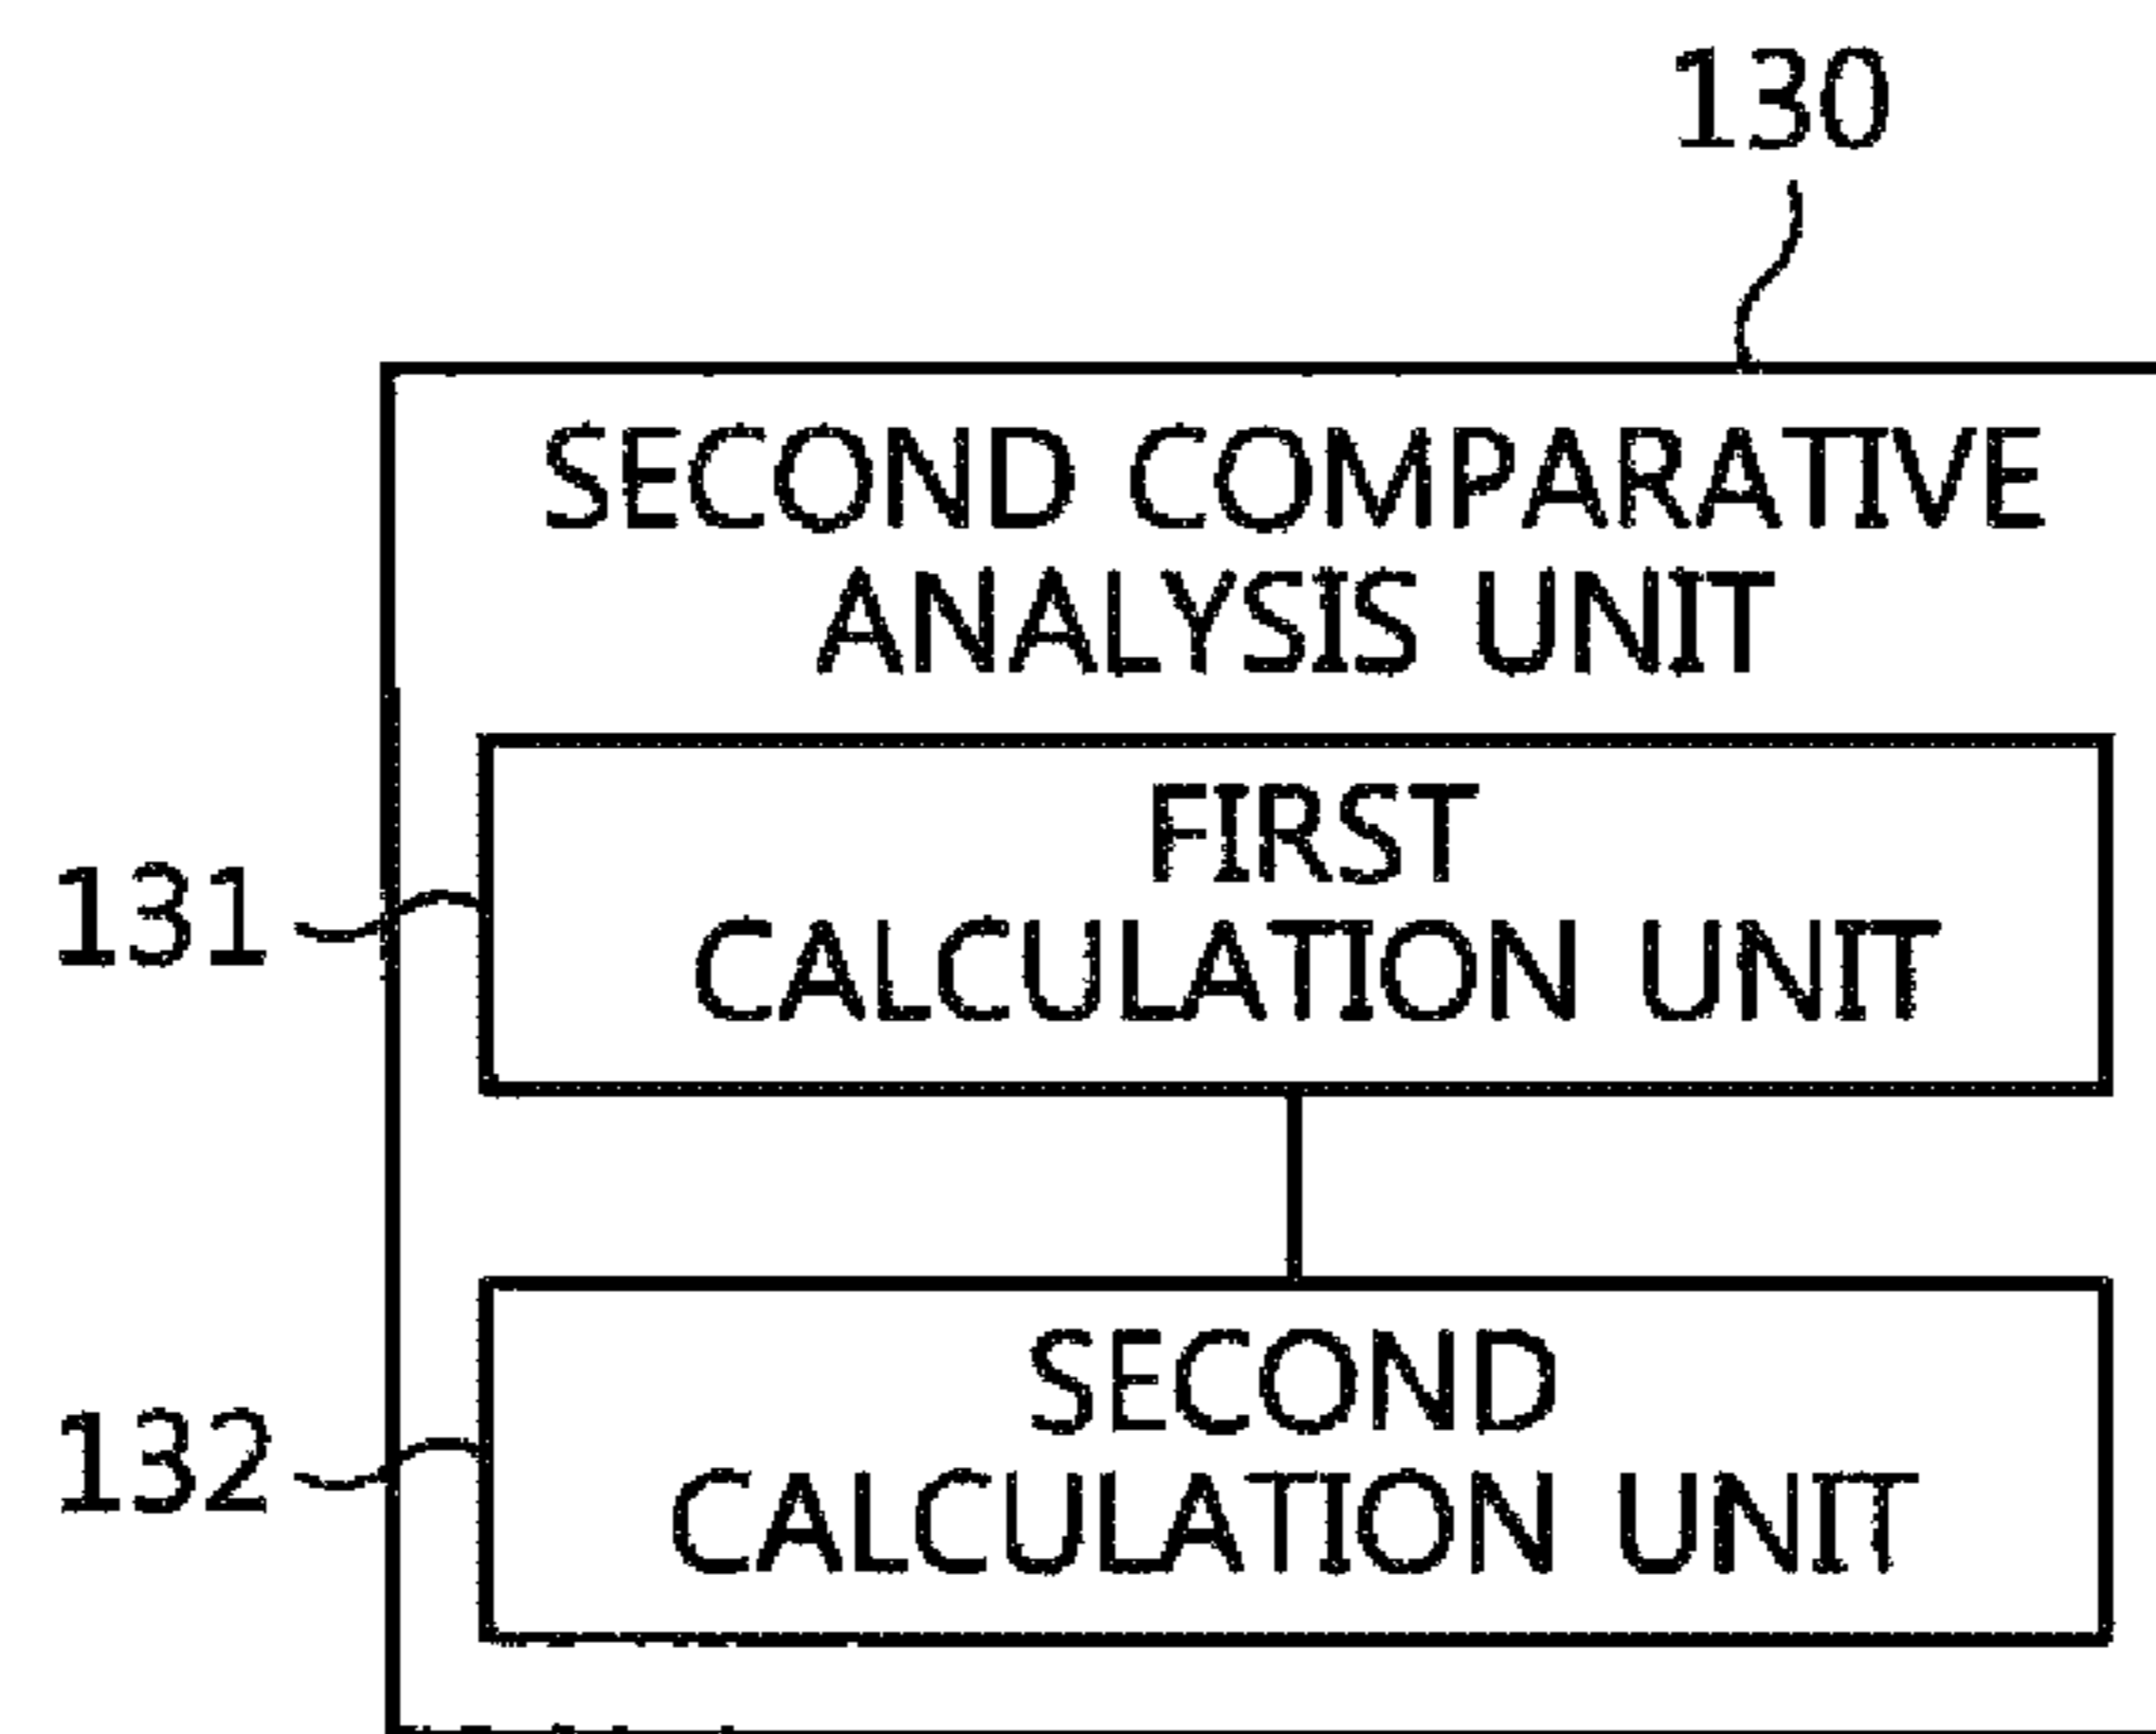 130
SECOND COMPARATIVE
ANALYSIS UNIT
131
FIRST
CALCULATION UNIT
132
SECOND
CALCULATION UNIT